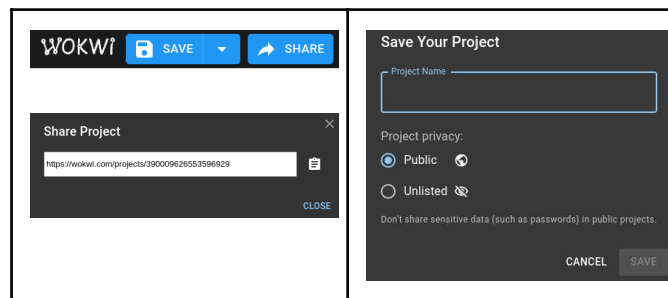 WOKWi SAVE SHARE
Share Project
https://wokwi.com/projects/390009626553596929
CLOSE
Save Your Project
Project Name
Project privacy:
Public
Unlisted
Don't share sensitive data (such as passwords) in public projects.
CANCEL SAVE